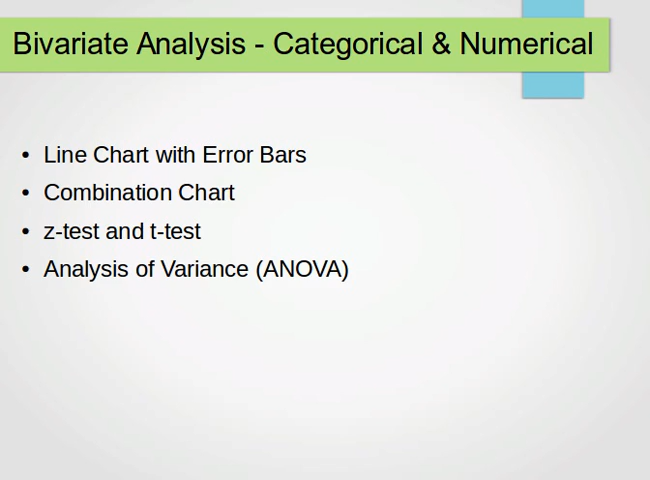 Bivariate Analysis - Categorical & Numerical
• Line Chart with Error Bars
• Combination Chart
• z-test and t-test
• Analysis of Variance (ANOVA)